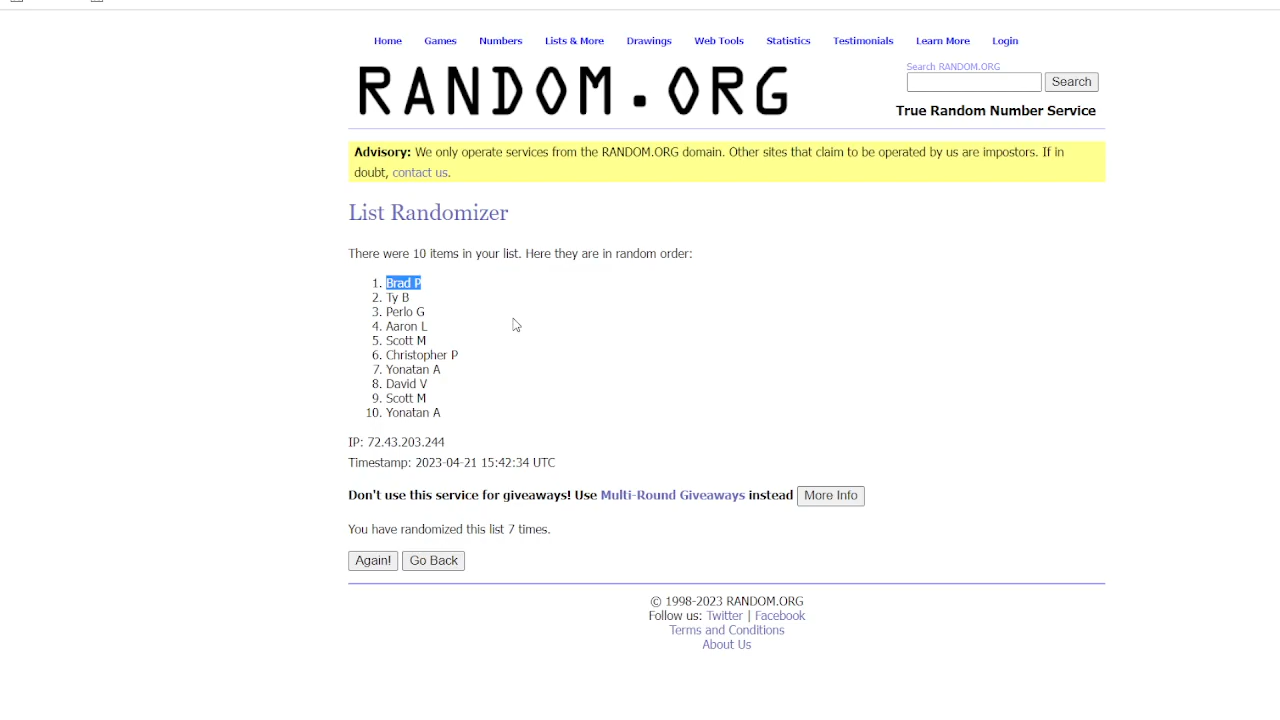 Home Games Numbers Lists & More Drawings Web Tools Statistics Testimonials Learn More Login
RANDOM.ORG
Search RANDOM.ORG
Search
True Random Number Service
Advisory: We only operate services from the RANDOM.ORG domain. Other sites that claim to be operated by us are impostors. If in
doubt, contact us.
List Randomizer
There were 10 items in your list. Here they are in random order:
1. Brad P
2. Ty B
3. Perlo G
4. Aaron L
5. Scott M
6. Christopher P
7. Yonatan A
8. David V
9. Scott M
10. Yonatan A
IP: 72.43.203.244
Timestamp: 2023-04-21 15:42:34 UTC
Don't use this service for giveaways! Use Multi-Round Giveaways instead More Info
You have randomized this list 7 times.
Again! Go Back
© 1998-2023 RANDOM.ORG
Follow us: Twitter | Facebook
Terms and Conditions
About Us